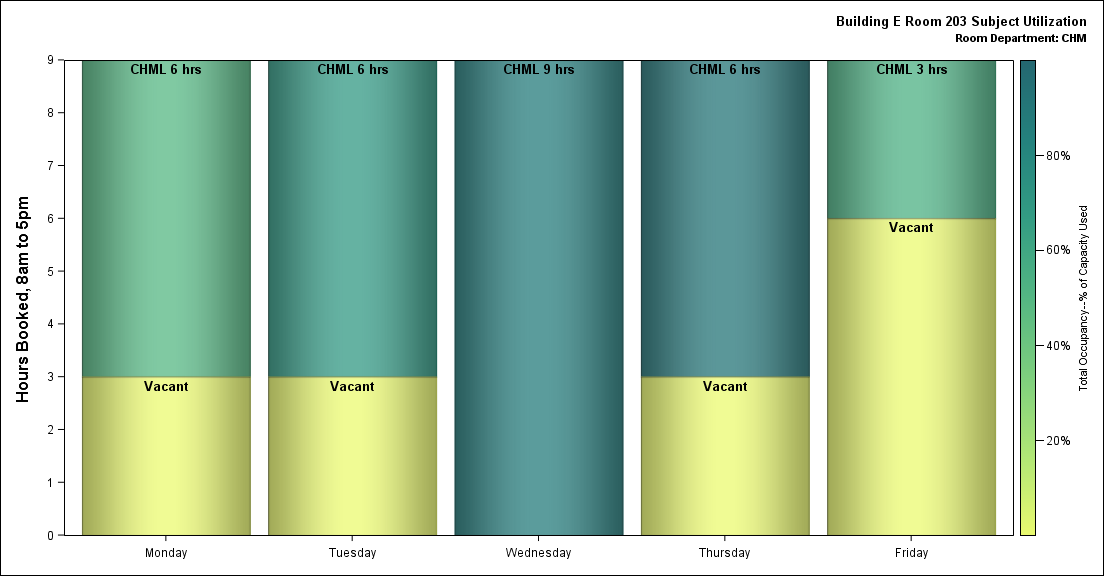 Building E Room 203 Subject Utilization
Room Department: CHM
Hours Booked, 8am to 5pm
9
8
7
6
5
4
3
2
1
0
CHML 6 hrs
Vacant
CHML 6 hrs
Vacant
CHML 9 hrs
CHML 6 hrs
Vacant
CHML 3 hrs
Vacant
Monday
Tuesday
Wednesday
Thursday
Friday
80%
60%
40%
20%
Total Occupancy--% of Capacity Used